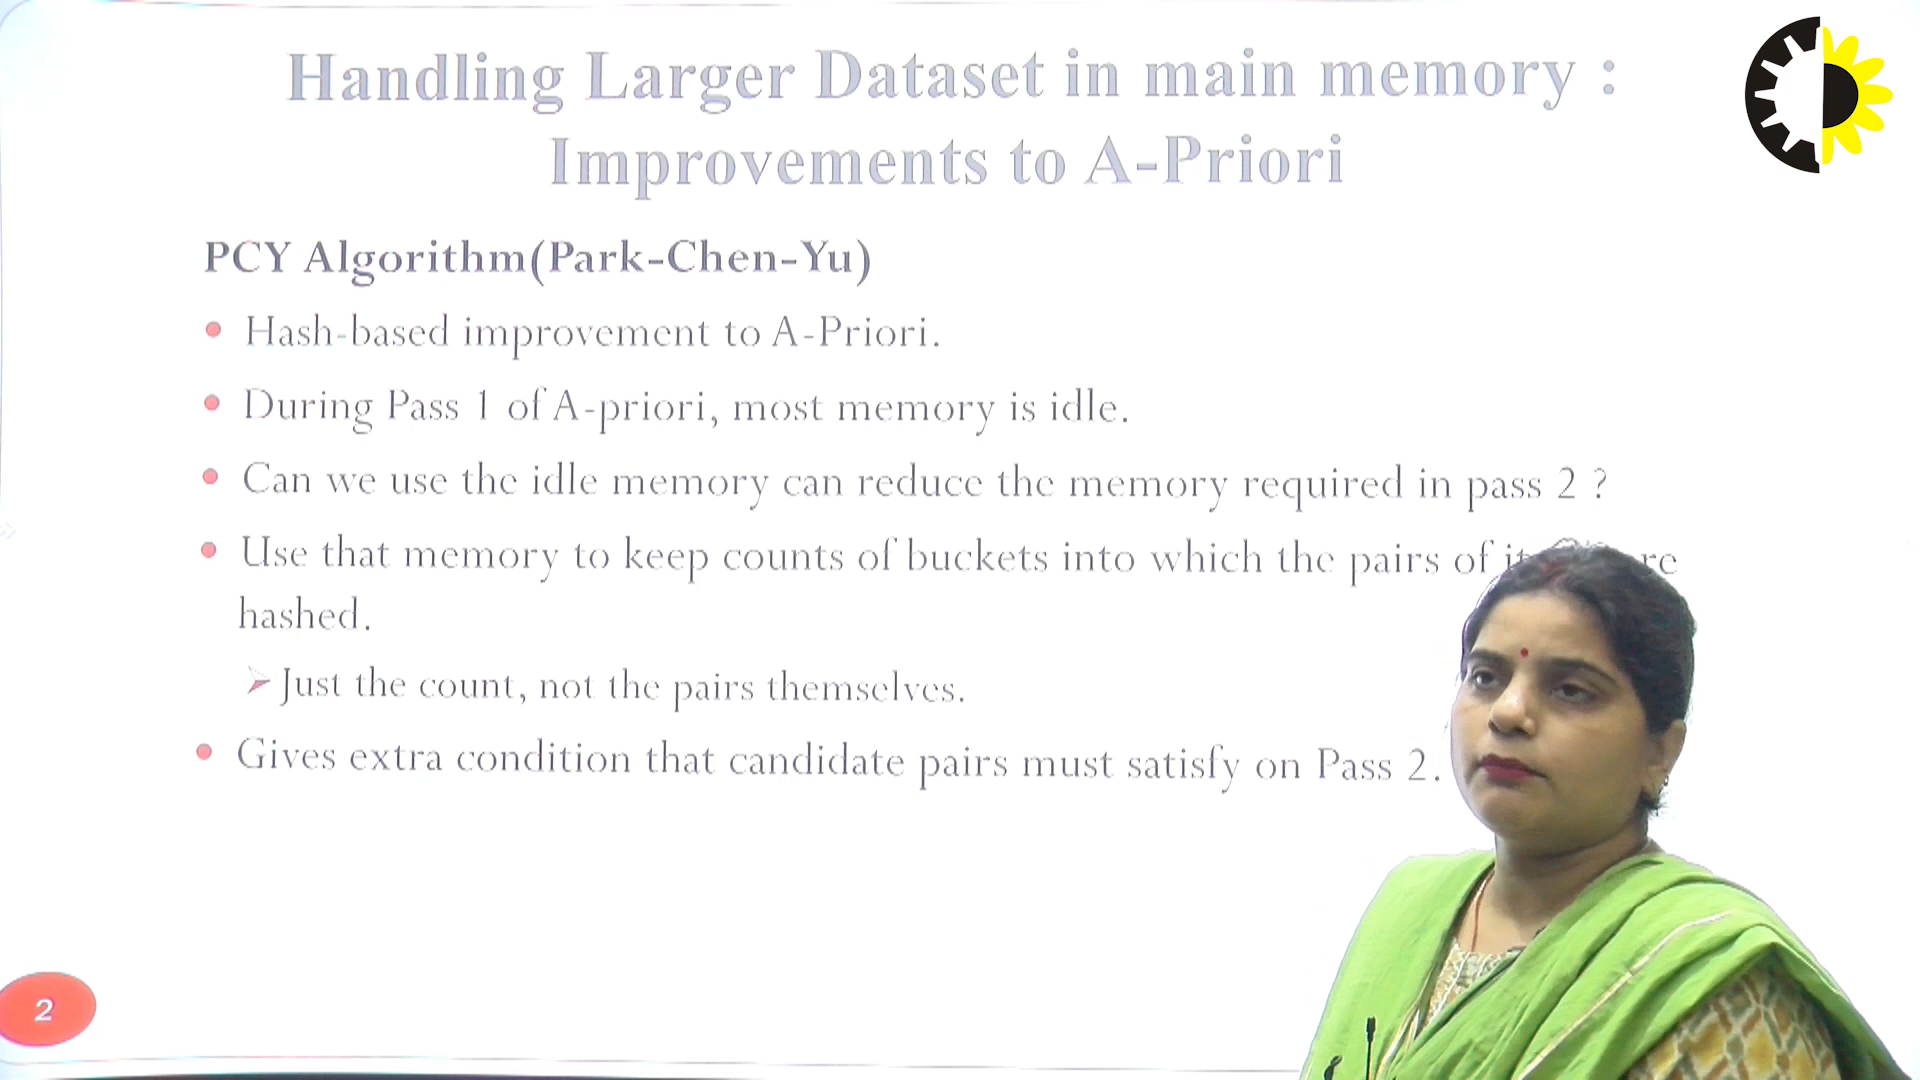 Handling Larger Dataset in main memory :
Improvements to A-Priori
PCY Algorithm(Park-Chen-Yu)
Hash-based improvement to A-Priori.
During Pass 1 of A-priori, most memory is idle.
Can we use the idle memory can reduce the memory required in pass 2 ?
Use that memory to keep counts of buckets into which the pairs of
hashed.
Just the count, not the pairs themselves.
Gives extra condition that candidate pairs must satisfy on Pass 2.
2